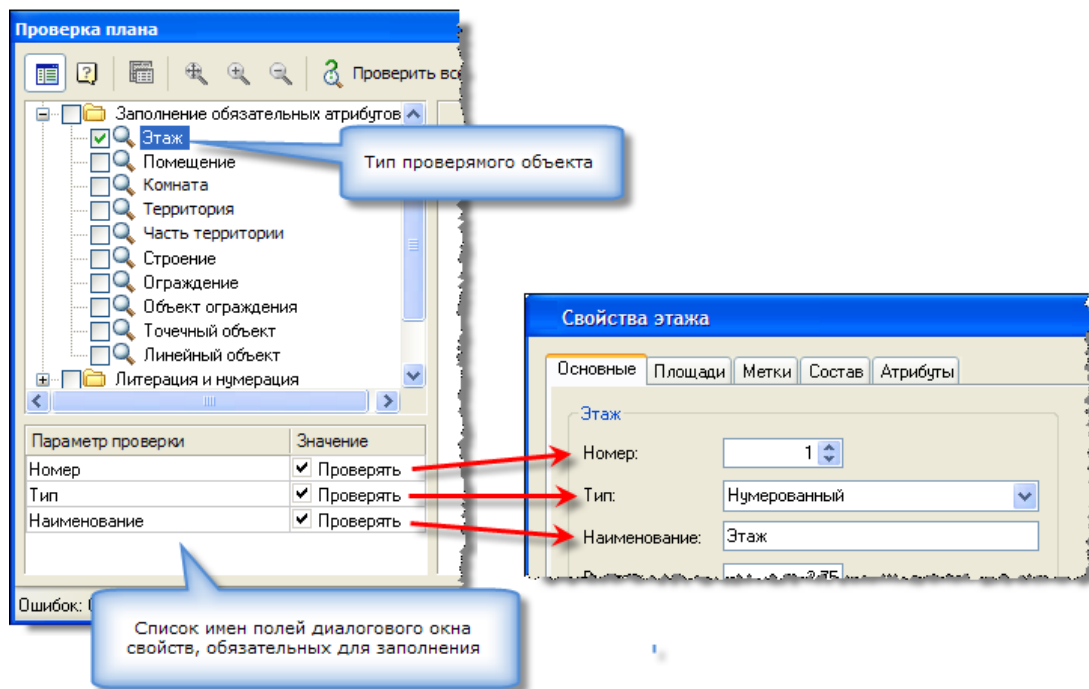 Проверка плана
Проверить вс
Заполнение обязательных атрибутов
Этаж
Помещение
Комната
Территория
Часть территории
Строение
Ограждение
Объект ограждения
Точечный объект
Линейный объект
Литерация и нумерация
Тип проверямого объекта
Параметр проверки Значение
Номер Проверять
Тип Проверять
Наименование Проверять
Ошибок:
Список имен полей диалогового окна
свойств, обязательных для заполнения
Свойства этажа
Основные Площади Метки Состав Атрибуты
Этаж
Номер: 1
Тип: Нумерованный
Наименование: Этаж